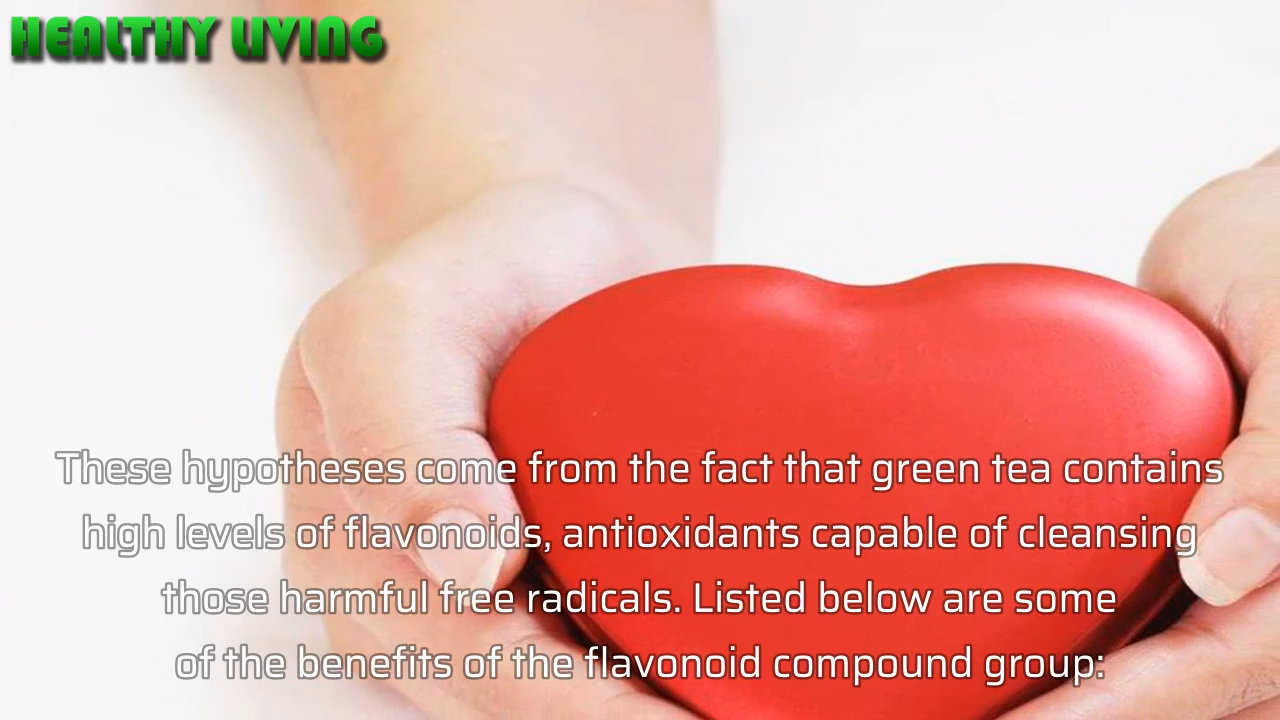 HEALTHY LIVING
These hypotheses come from the fact that green tea contains
high levels of flavonoids, antioxidants capable of cleansing
those harmful free radicals. Listed below are some
of the benefits of the flavonoid compound group: